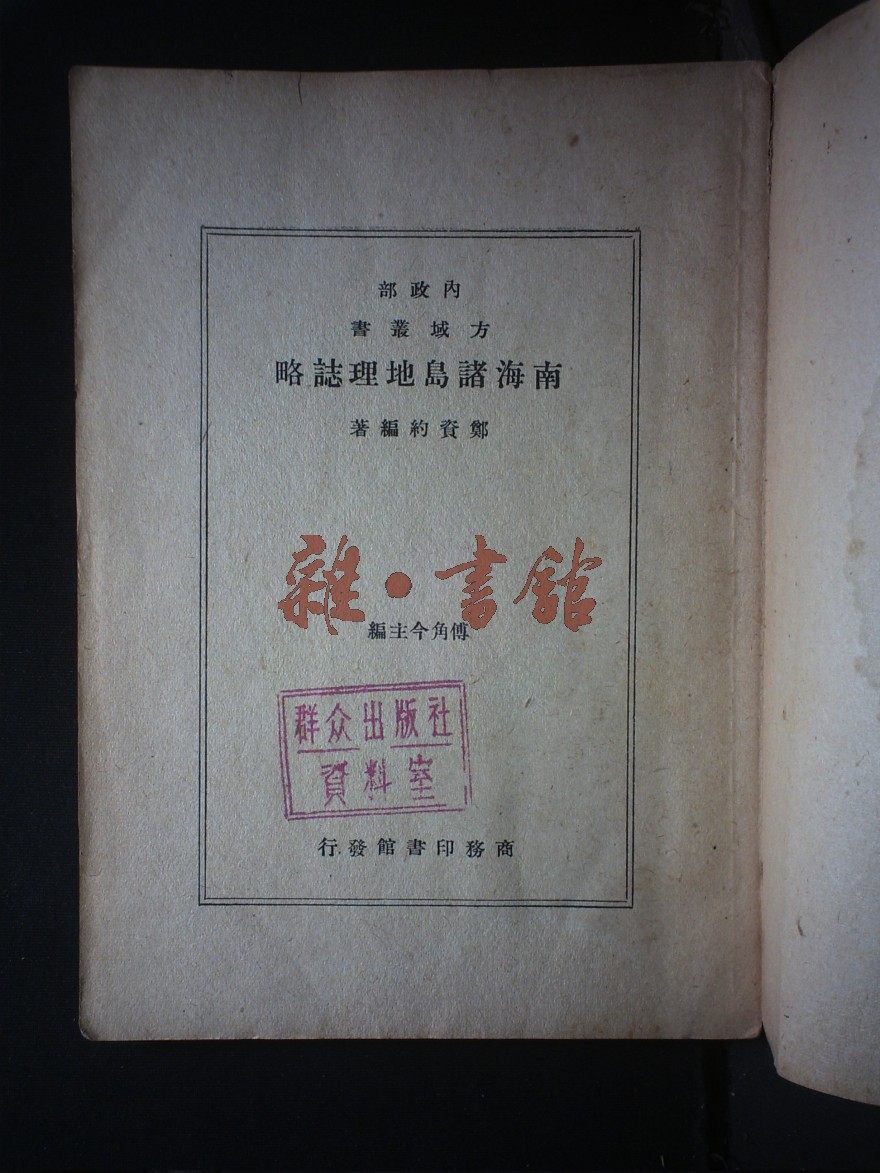 內政部
方域叢書
南海諸島地理誌略
鄭資約編著
雜·書館
傅角今主編
群众出版社
資料室
商務印書館發行